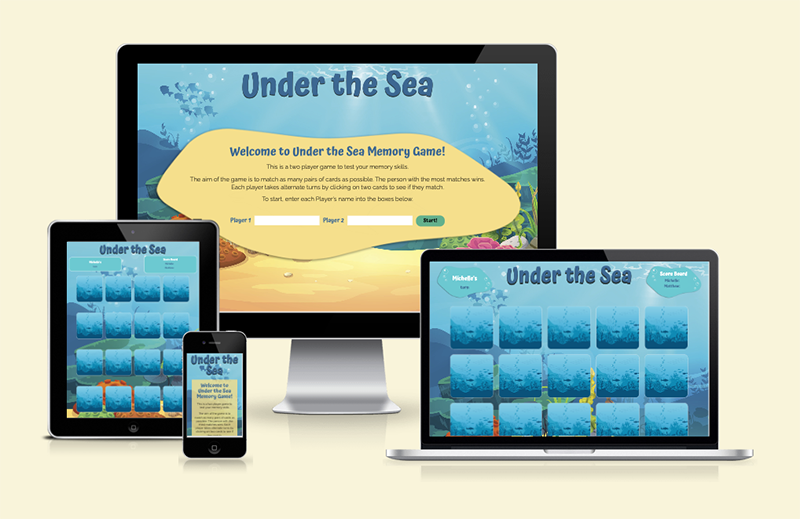 Under the Sea
Welcome to Under the Sea Memory Game!
This is a two player game to test your memory skills.
The aim of the game is to match as many pairs of cards as possible. The person with the most matches wins.
Each player takes alternate turns by clicking on two cards to see if they match.
To start, enter each Player's name into the boxes below:
Player 1
Player 2
Start!
Under the Sea
Under the
Sea
Welcome to
Under the Sea
Memory Game!
Michelle's
turn
Under the Sea
Score Board
Michelle:
Matthew: